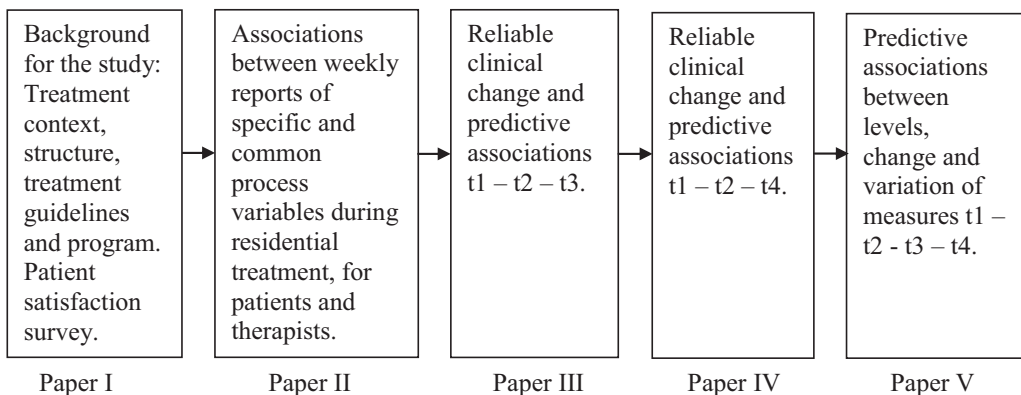 Background
for the study:
Treatment
context,
structure,
treatment
guidelines
and program.
Patient
satisfaction
survey.
Associations
between weekly
reports of
specific and
common
process
variables during
residential
treatment, for
patients and
therapists.
Reliable
clinical
change and
predictive
associations
t1 – t2 – t3.
Reliable
clinical
change and
predictive
associations
t1 – t2 – t4.
Predictive
associations
between
levels,
change and
variation of
measures t1 –
t2 - t3 – t4.
Paper I
Paper II
Paper III
Paper IV
Paper V